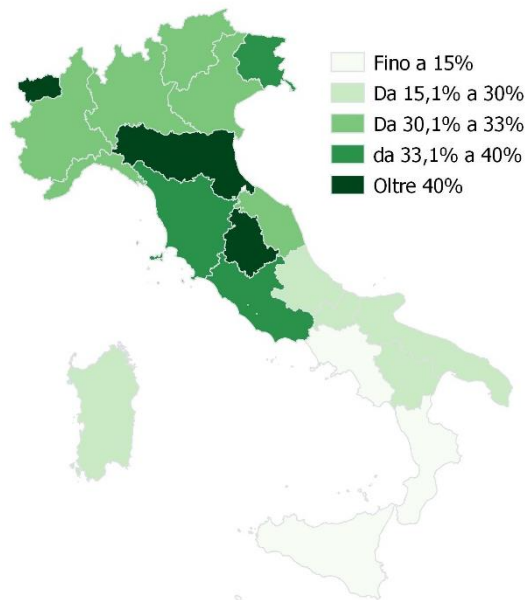 Fino a 15%
Da 15,1% a 30%
Da 30,1% a 33%
da 33,1% a 40%
Oltre 40%